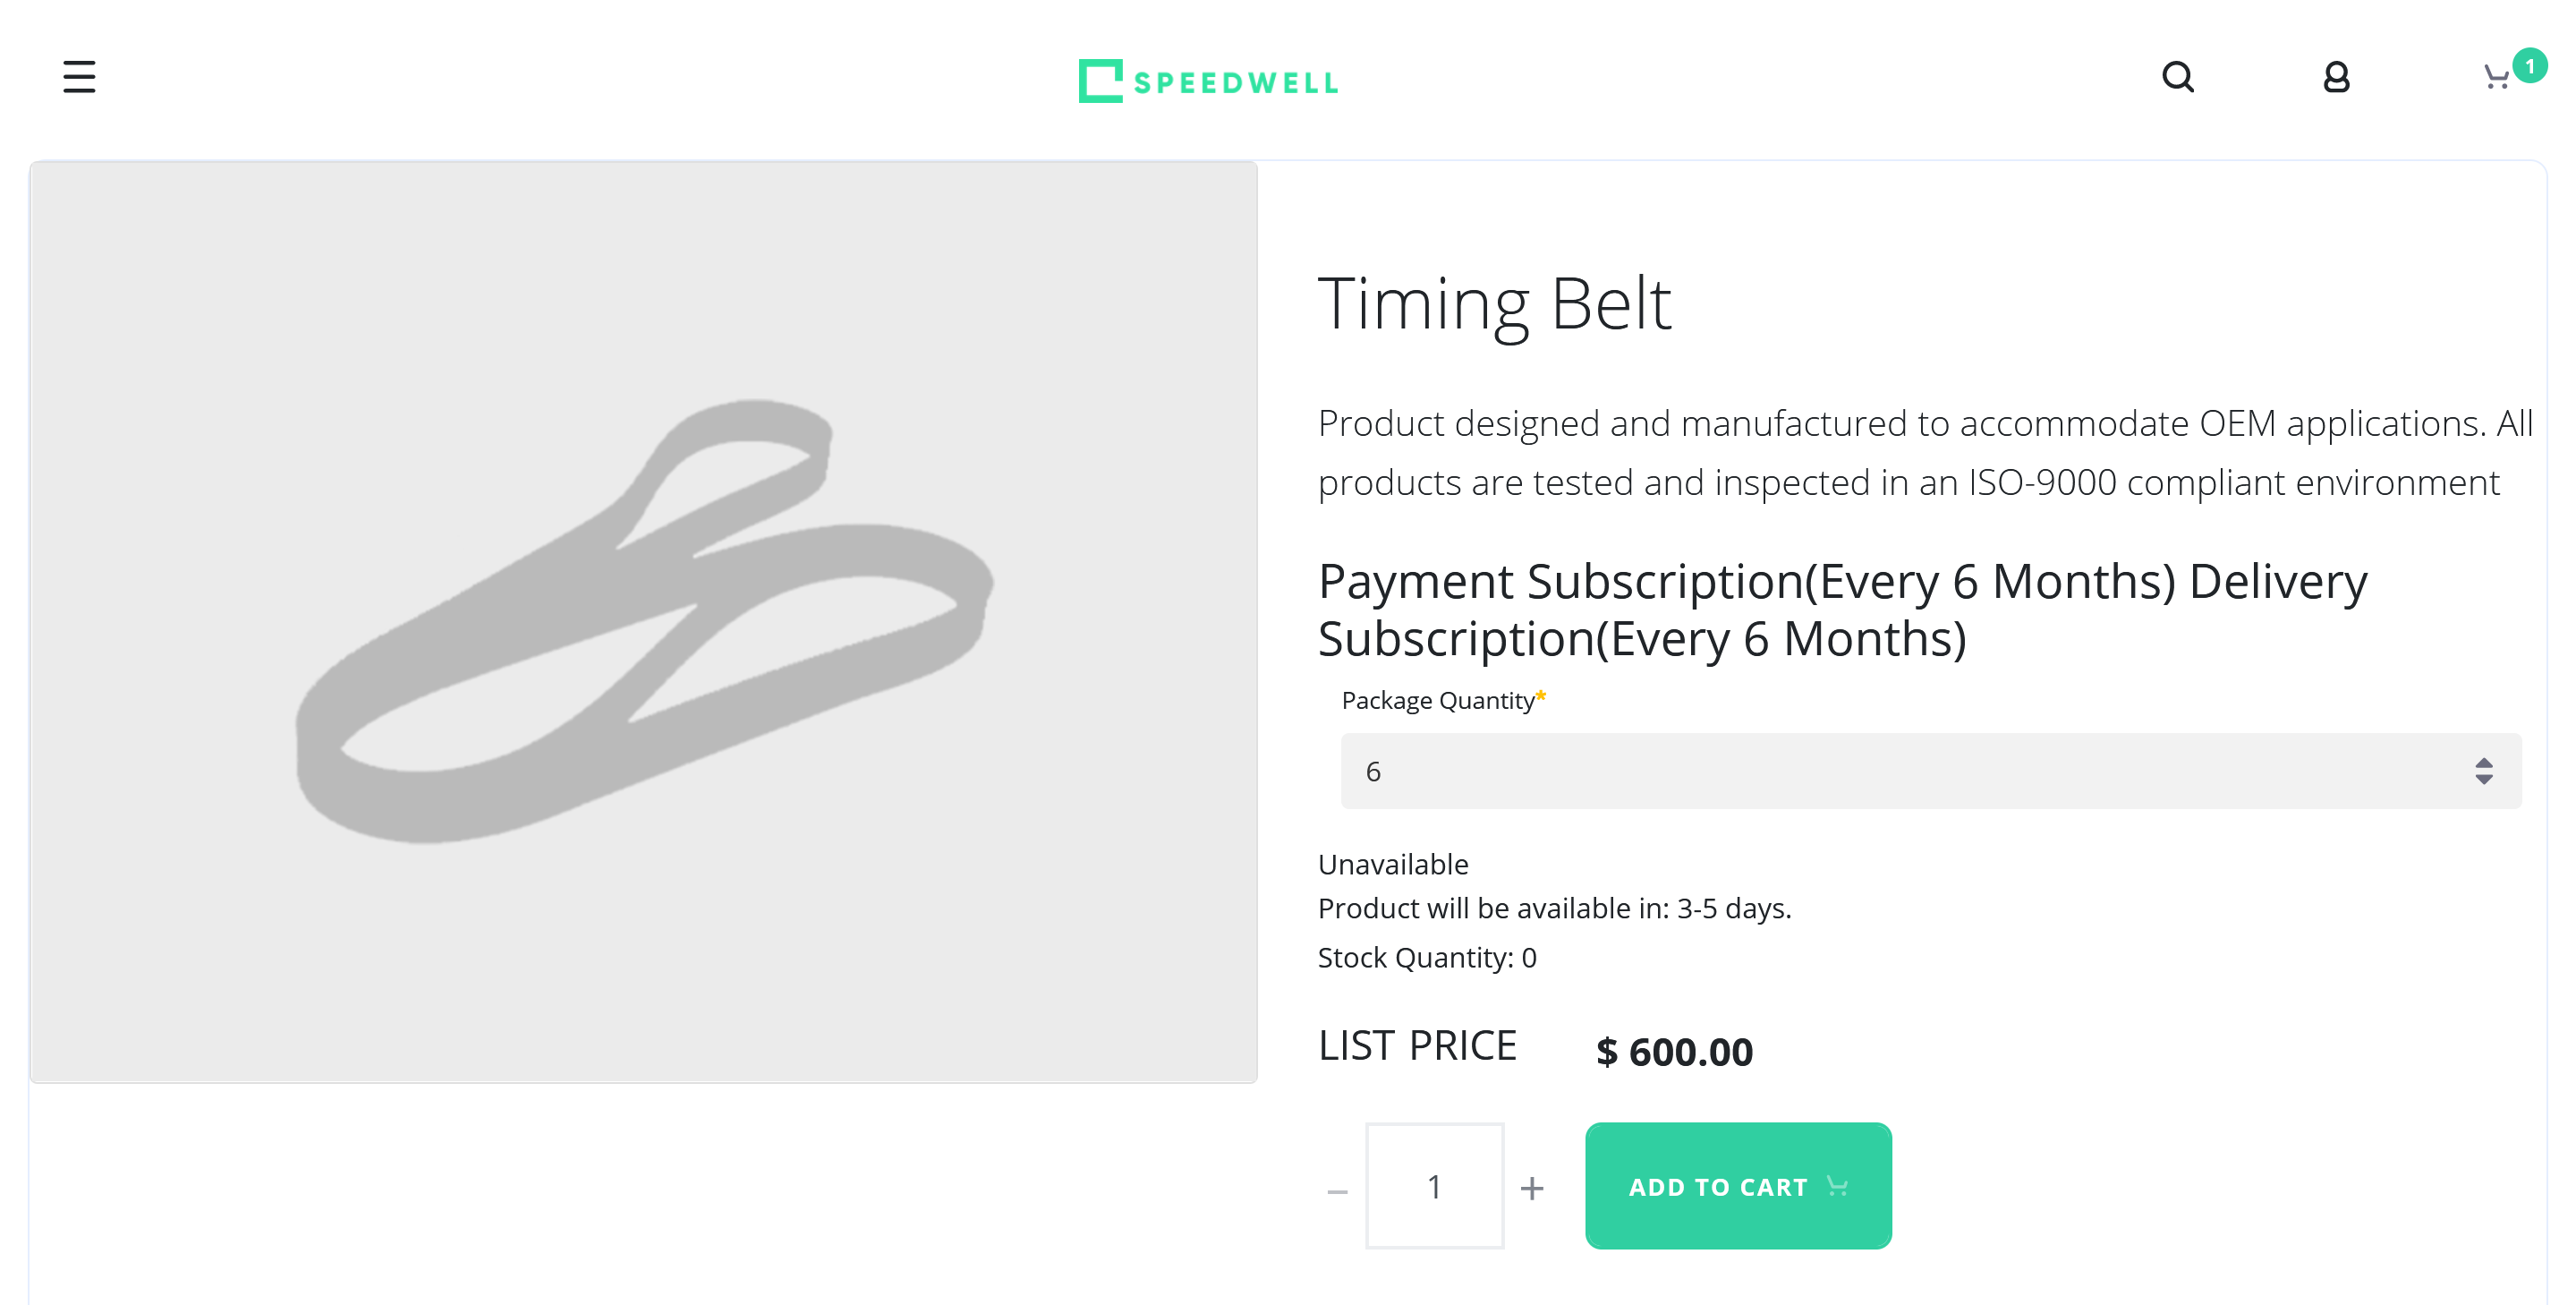 SPEEDWELL
1
Timing Belt
Product designed and manufactured to accommodate OEM applications. All
products are tested and inspected in an ISO-9000 compliant environment
Payment Subscription(Every 6 Months) Delivery
Subscription(Every 6 Months)
Package Quantity*
6
Unavailable
Product will be available in: 3-5 days.
Stock Quantity: 0
LIST PRICE $ 600.00
– 1 + ADD TO CART